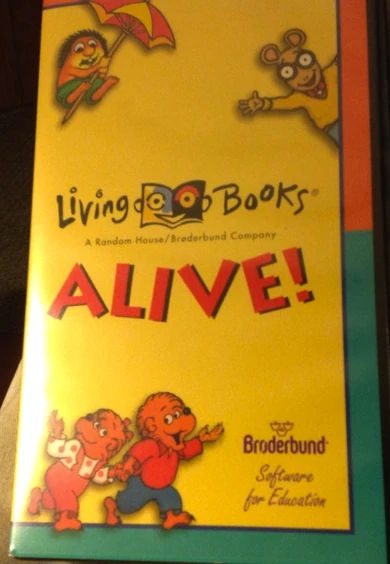 Living Books®
A Random House/Brøderbund Company
ALIVE!
Brøderbund®
Software
for Education